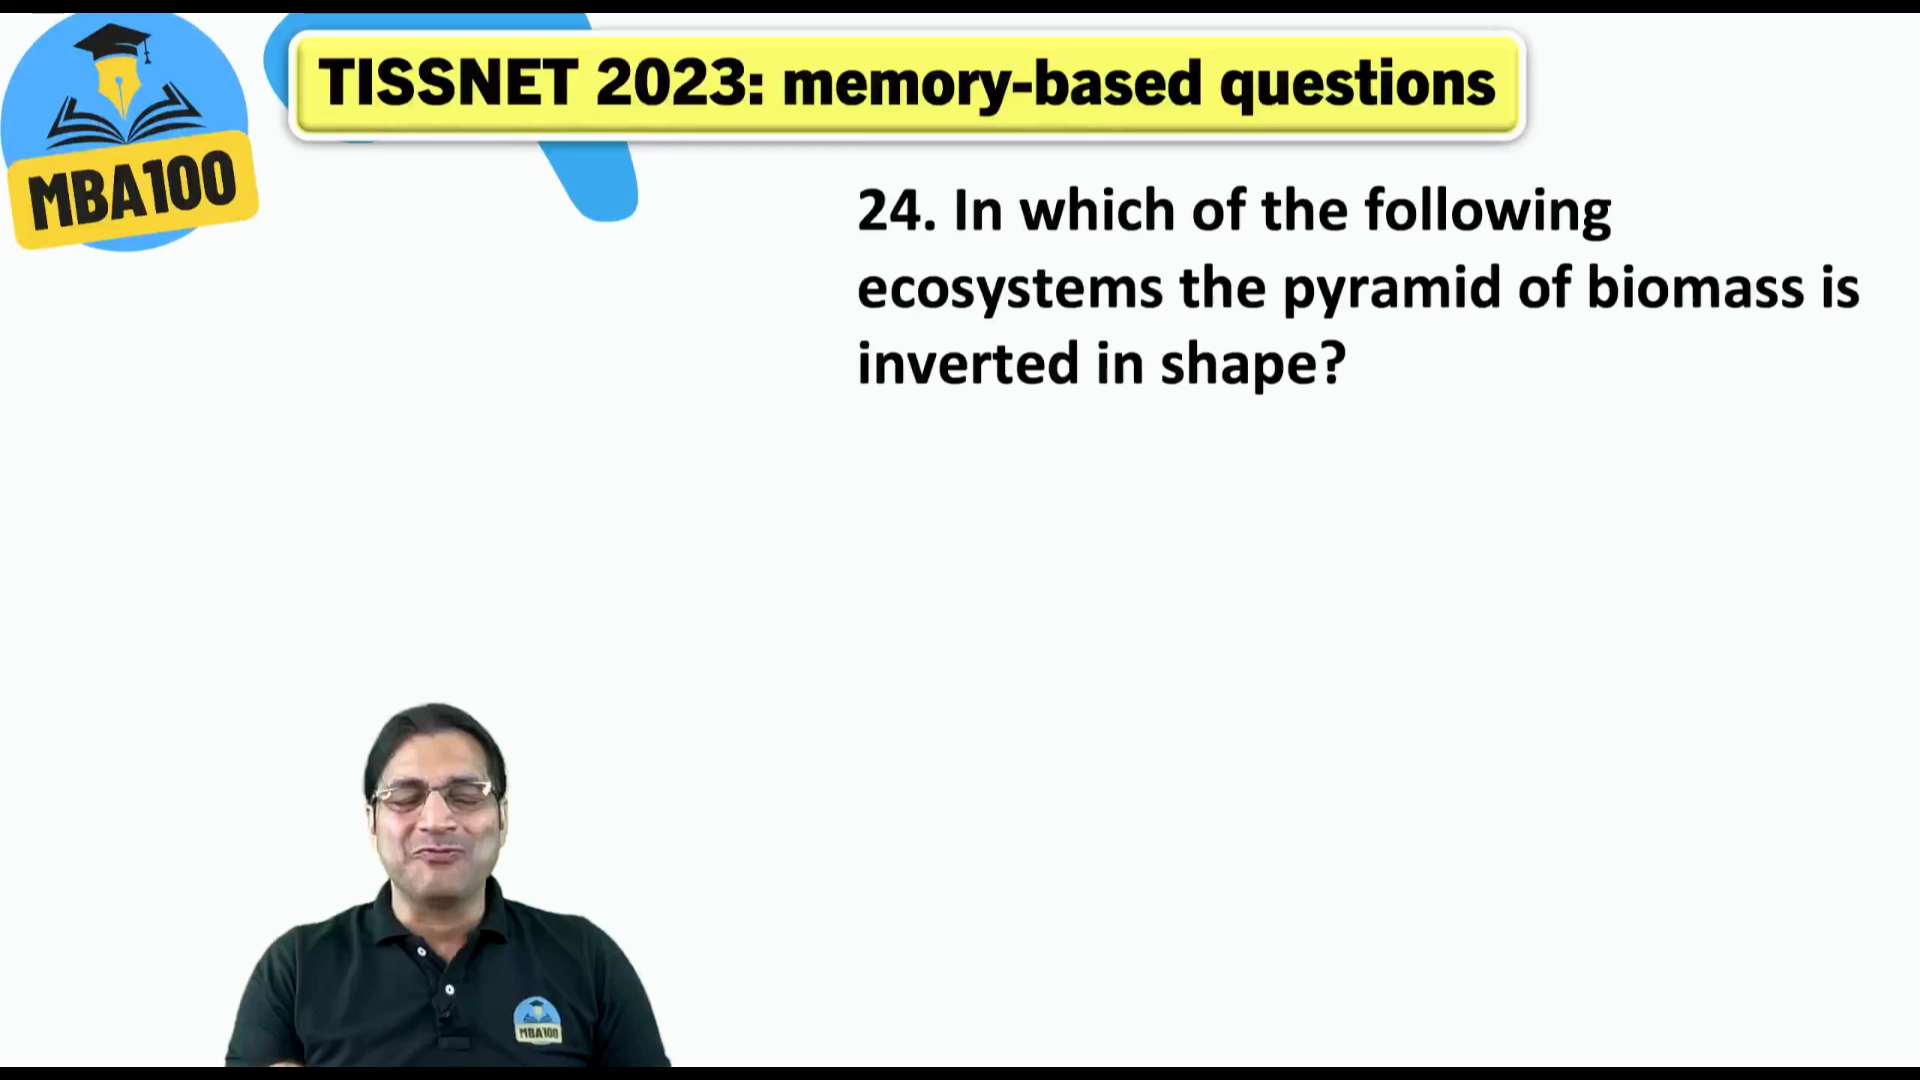 TISSNET 2023: memory-based questions
MBA100
24. In which of the following
ecosystems the pyramid of biomass is
inverted in shape?
MBA100